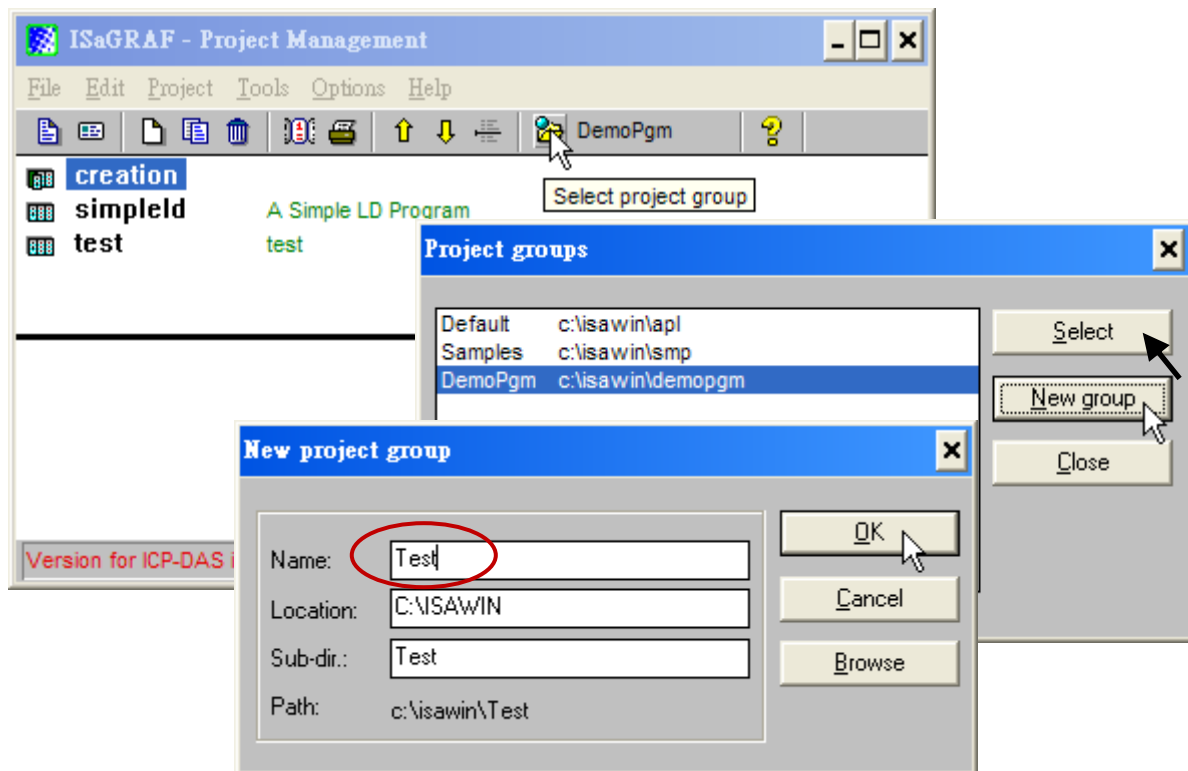 ISaGRAF - Project Management
File Edit Project Tools Options Help
DemoPgm
creation
simpleld A Simple LD Program
Select project group
test test
Project groups
Default c:\isawin\apl
Samples c:\isawin\smp
DemoPgm c:\isawin\demopgm
Select
New group
Close
New project group
Name: Test
Location: C:\ISAWIN
Sub-dir.: Test
Path: c:\isawin\Test
OK
Cancel
Browse
Version for ICP-DAS